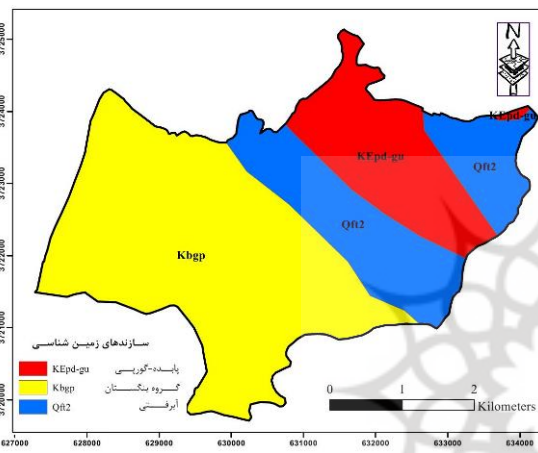 3725000
3724000
3723000
3722000
3721000
3720000
N
KEpd-gu
KEpd-gu
Qft2
Qft2
Kbgp
سازندهای زمین شناسی
KEpd-gu پابده-گورپی
Kbgp گروه بنگستان
Qft2 آبرفتی
0 1 2
Kilometers
627000 628000 629000 630000 631000 632000 633000 634000